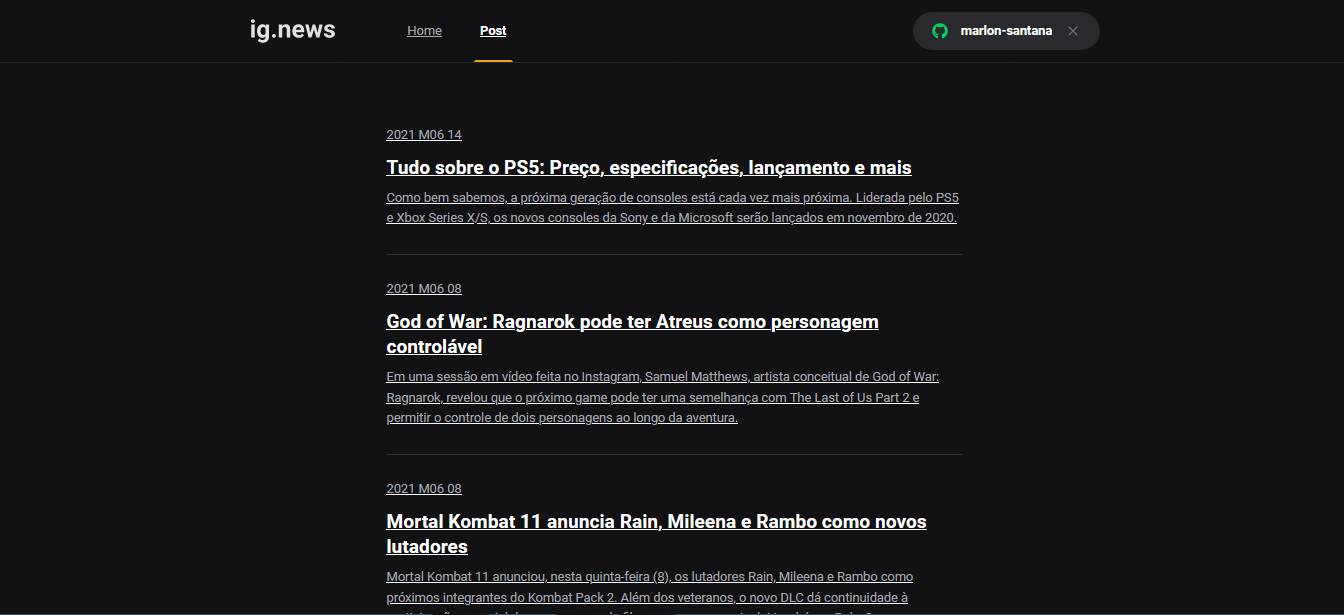 ig.news
Home
Post
marlon-santana
2021 M06 14
Tudo sobre o PS5: Preço, especificações, lançamento e mais
Como bem sabemos, a próxima geração de consoles está cada vez mais próxima. Liderada pelo PS5
e Xbox Series X/S, os novos consoles da Sony e da Microsoft serão lançados em novembro de 2020.
2021 M06 08
God of War: Ragnarok pode ter Atreus como personagem
controlável
Em uma sessão em vídeo feita no Instagram, Samuel Matthews, artista conceitual de God of War:
Ragnarok, revelou que o próximo game pode ter uma semelhança com The Last of Us Part 2 e
permitir o controle de dois personagens ao longo da aventura.
2021 M06 08
Mortal Kombat 11 anuncia Rain, Mileena e Rambo como novos
lutadores
Mortal Kombat 11 anunciou, nesta quinta-feira (8), os lutadores Rain, Mileena e Rambo como
próximos integrantes do Kombat Pack 2. Além dos veteranos, o novo DLC dá continuidade à